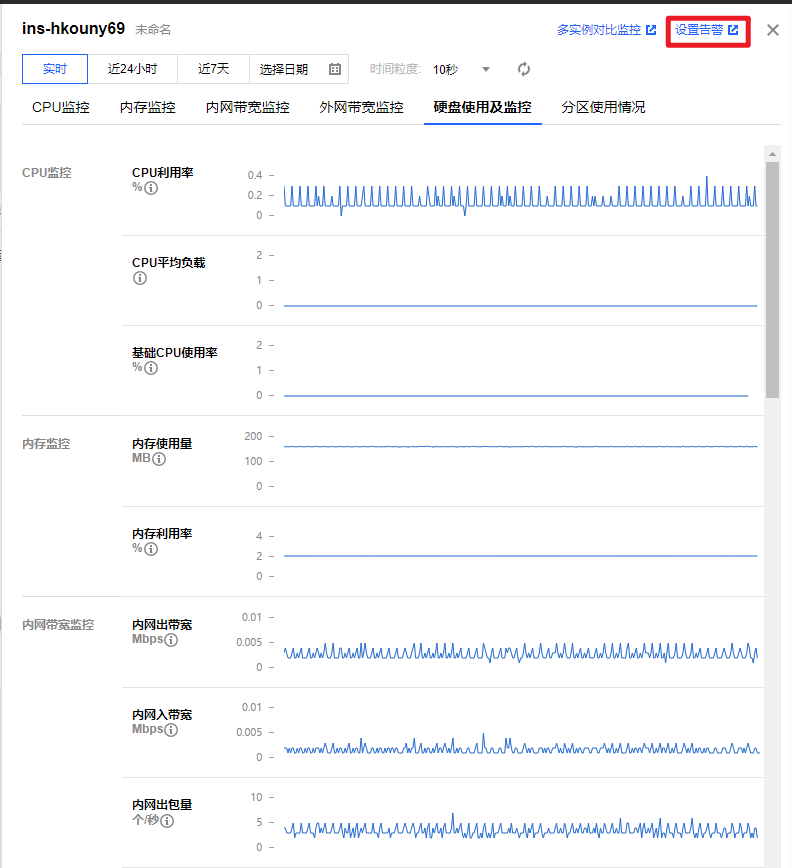 ins-hkouny69 未命名 多实例对比监控 设置告警
实时 近24小时 近7天 选择日期 时间粒度: 10秒
CPU监控 内存监控 内网带宽监控 外网带宽监控 硬盘使用及监控 分区使用情况
CPU监控
CPU利用率
%
0.4
0.2
0
CPU平均负载
2
1
0
基础CPU使用率
%
2
1
0
内存监控
内存使用量
MB
200
100
0
内存利用率
%
4
2
0
内网带宽监控
内网出带宽
Mbps
0.01
0.005
0
内网入带宽
Mbps
0.01
0.005
0
内网出包量
个/秒
10
5
0